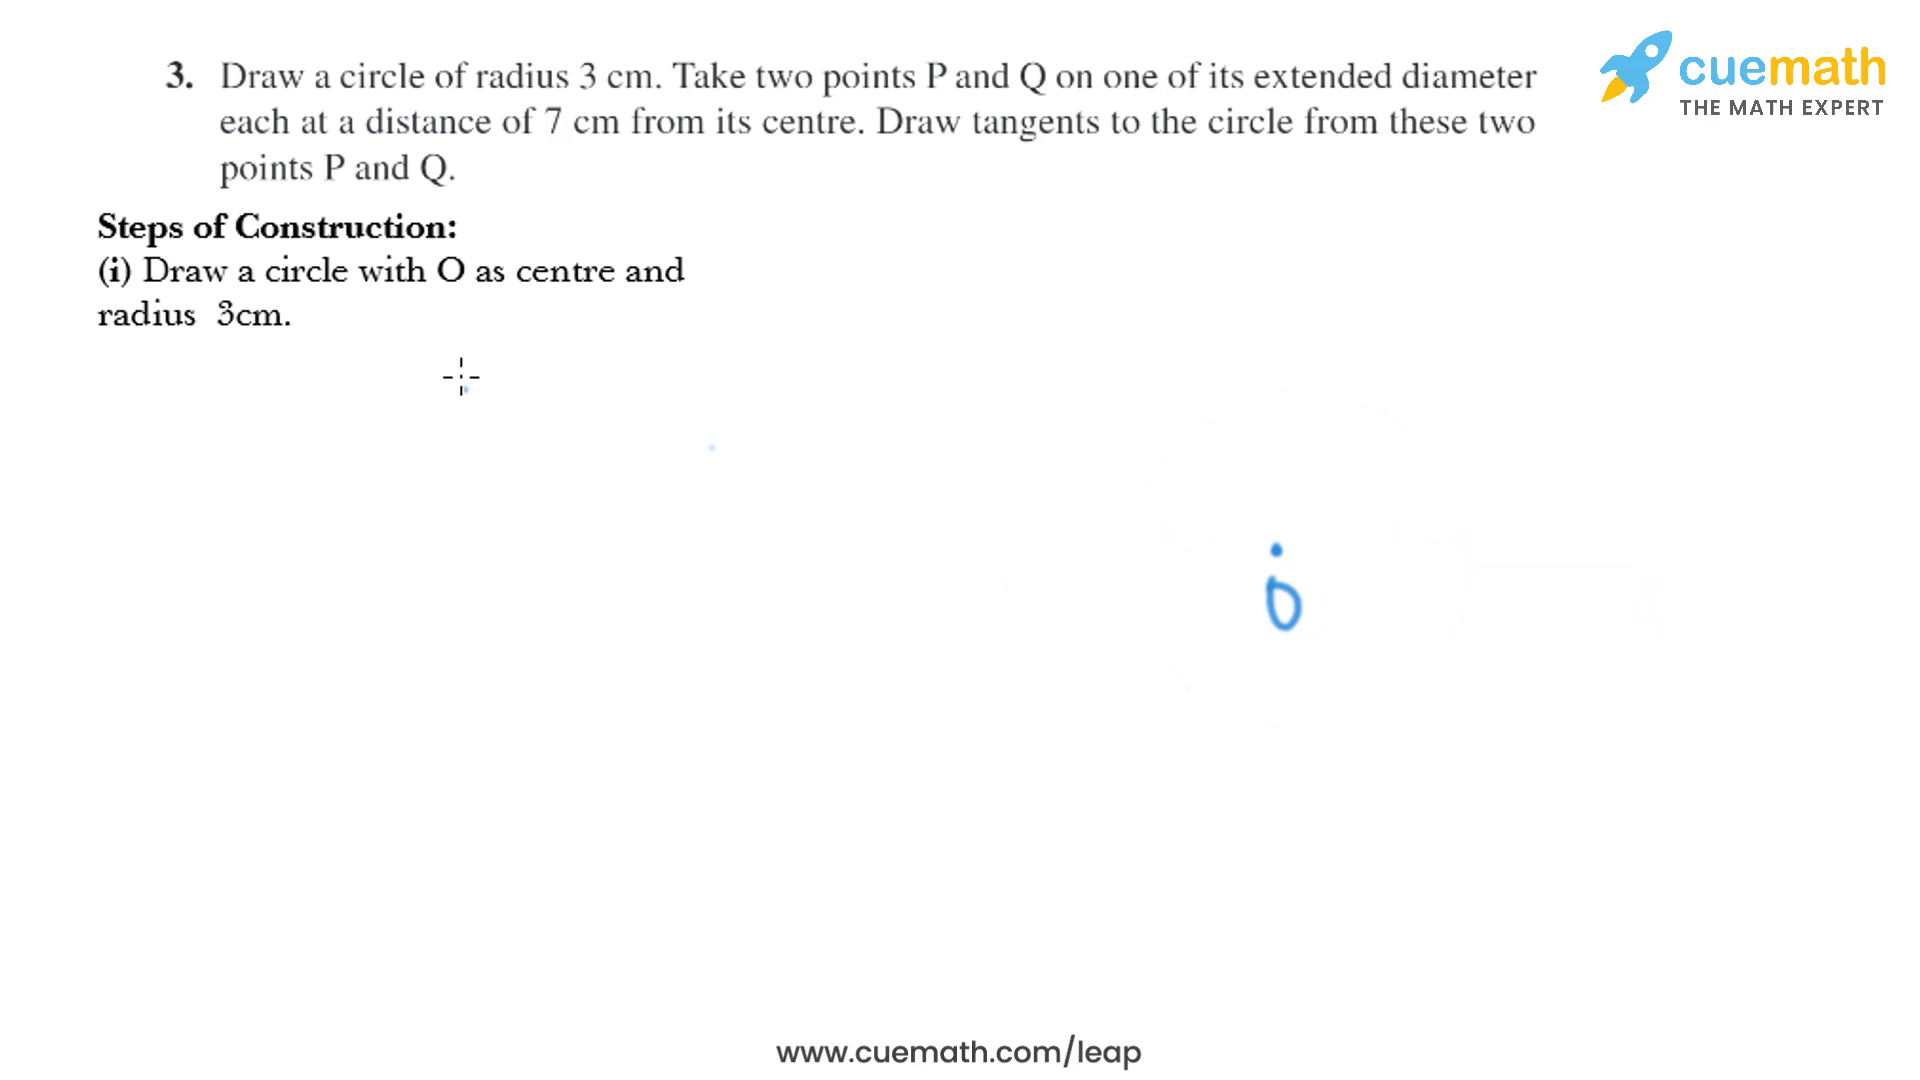 3. Draw a circle of radius 3 cm. Take two points P and Q on one of its extended diameter
each at a distance of 7 cm from its centre. Draw tangents to the circle from these two
points P and Q.
cuemath
THE MATH EXPERT
Steps of Construction:
(i) Draw a circle with O as centre and
radius 3cm.
O
www.cuemath.com/leap